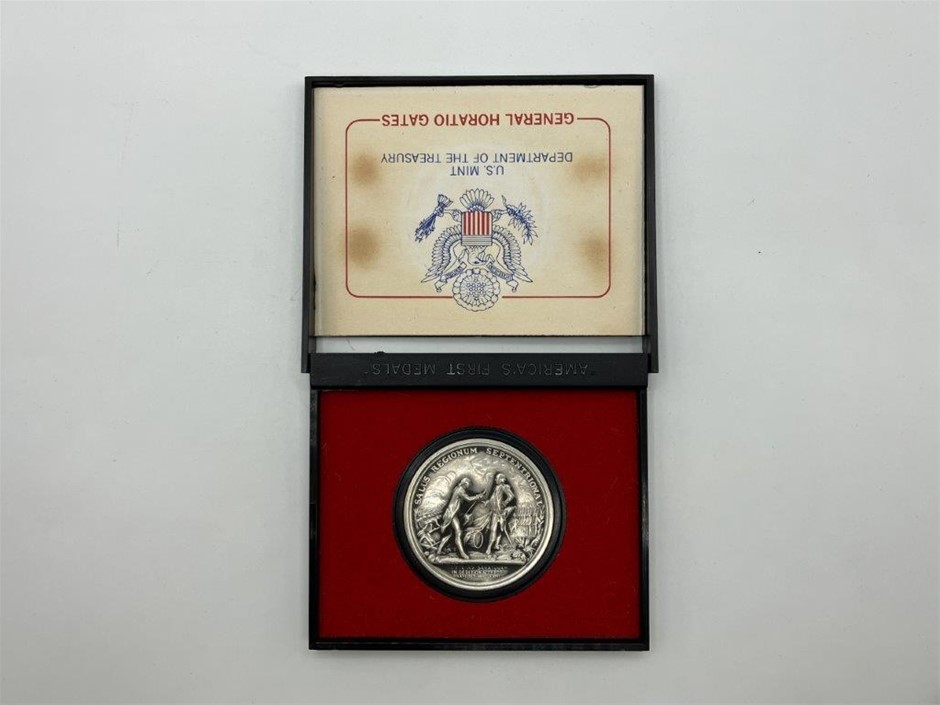 GENERAL HORATIO GATES
DEPARTMENT OF THE TREASURY
U.S. MINT
"AMERICA'S FIRST MEDALS"
SALUS REGIONUM SEPTENTRIONAL